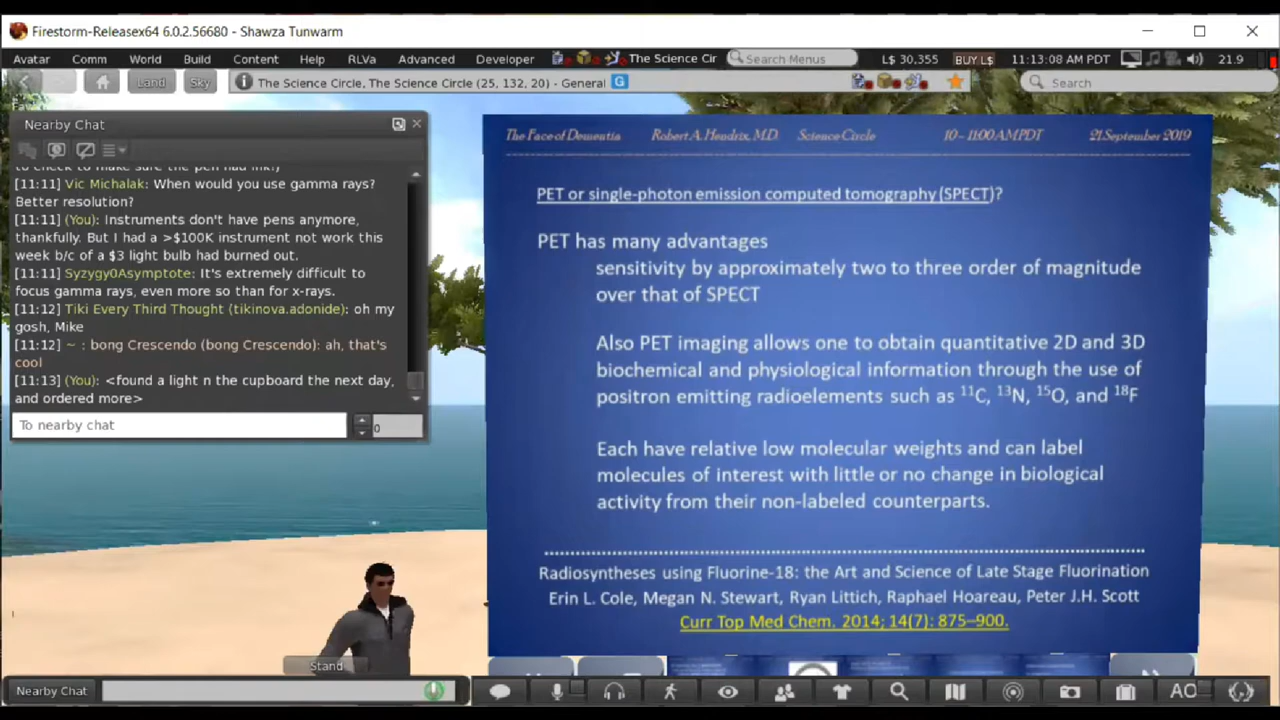 Firestorm-Releasex64 6.0.2.56680 - Shawza Tunwarm
Avatar Comm World Build Content Help RLVa Advanced Developer The Science Cir Search Menus L$ 30,355 BUY L$ 11:13:08 AM PDT 21.9
Land Sky The Science Circle, The Science Circle (25, 132, 20) - General G Search
Nearby Chat
to check to make sure the pen had ink!)
[11:11] Vic Michalak: When would you use gamma rays?
Better resolution?
[11:11] (You): Instruments don't have pens anymore,
thankfully. But I had a >$100K instrument not work this
week b/c of a $3 light bulb had burned out.
[11:11] Syzygy0Asymptote: It's extremely difficult to
focus gamma rays, even more so than for x-rays.
[11:12] Tiki Every Third Thought (tikinova.adonide): oh my
gosh, Mike
[11:12] ~ : bong Crescendo (bong Crescendo): ah, that's
cool
[11:13] (You): <found a light n the cupboard the next day,
and ordered more>
To nearby chat
0
The Face of Dementia Robert A. Hendrix, M.D. Science Circle 10 - 11:00 AM PDT 21 September 2019
PET or single-photon emission computed tomography (SPECT)?
PET has many advantages
sensitivity by approximately two to three order of magnitude
over that of SPECT
Also PET imaging allows one to obtain quantitative 2D and 3D
biochemical and physiological information through the use of
positron emitting radioelements such as ¹¹C, ¹³N, ¹⁵O, and ¹⁸F
Each have relative low molecular weights and can label
molecules of interest with little or no change in biological
activity from their non-labeled counterparts.
Radiosyntheses using Fluorine-18: the Art and Science of Late Stage Fluorination
Erin L. Cole, Megan N. Stewart, Ryan Littich, Raphael Hoareau, Peter J.H. Scott
Curr Top Med Chem. 2014; 14(7): 875–900.
Stand
Nearby Chat
AO